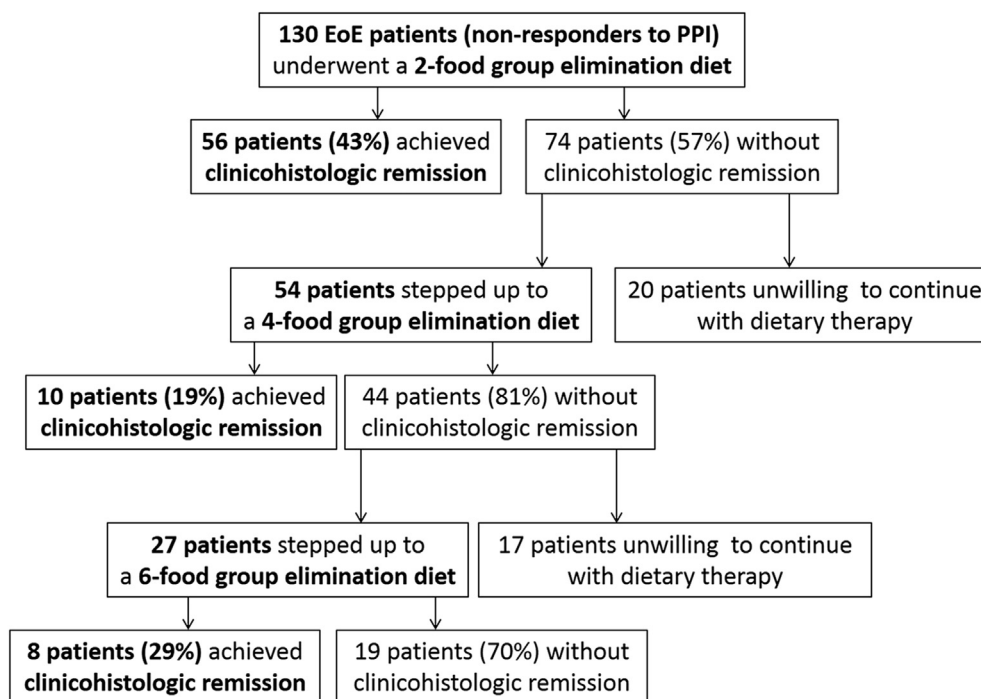 130 EoE patients (non-responders to PPI)
underwent a 2-food group elimination diet
56 patients (43%) achieved
clinicohistologic remission
74 patients (57%) without
clinicohistologic remission
54 patients stepped up to
a 4-food group elimination diet
20 patients unwilling to continue
with dietary therapy
10 patients (19%) achieved
clinicohistologic remission
44 patients (81%) without
clinicohistologic remission
27 patients stepped up to
a 6-food group elimination diet
17 patients unwilling to continue
with dietary therapy
8 patients (29%) achieved
clinicohistologic remission
19 patients (70%) without
clinicohistologic remission